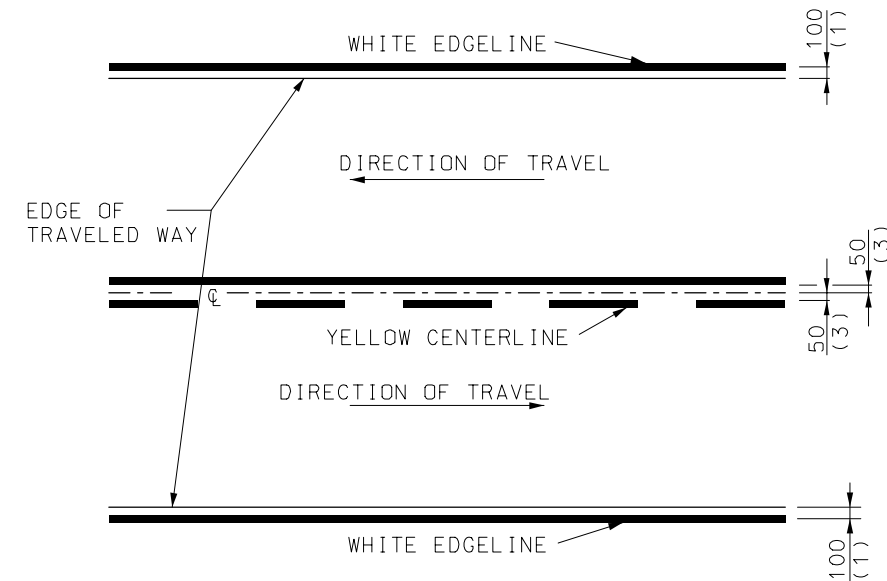 100
(1)
WHITE EDGELINE
DIRECTION OF TRAVEL
EDGE OF
TRAVELED WAY
50
(3)
℄
YELLOW CENTERLINE
50
(3)
DIRECTION OF TRAVEL
WHITE EDGELINE
100
(1)